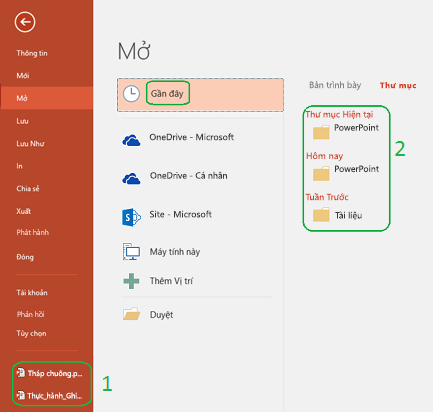 Thông tin
Mới
Mở
Lưu
Lưu Như
In
Chia sẻ
Xuất
Phát hành
Đóng
Tài khoản
Phản hồi
Tùy chọn
Tháp chuông.p...
Thực_hành_Ghi...
1
Mở
Gần đây
OneDrive - Microsoft
OneDrive - Cá nhân
Site - Microsoft
Máy tính này
Thêm Vị trí
Duyệt
Bản trình bày
Thư mục
Thư mục Hiện tại
PowerPoint
Hôm nay
PowerPoint
Tuần Trước
Tài liệu
2